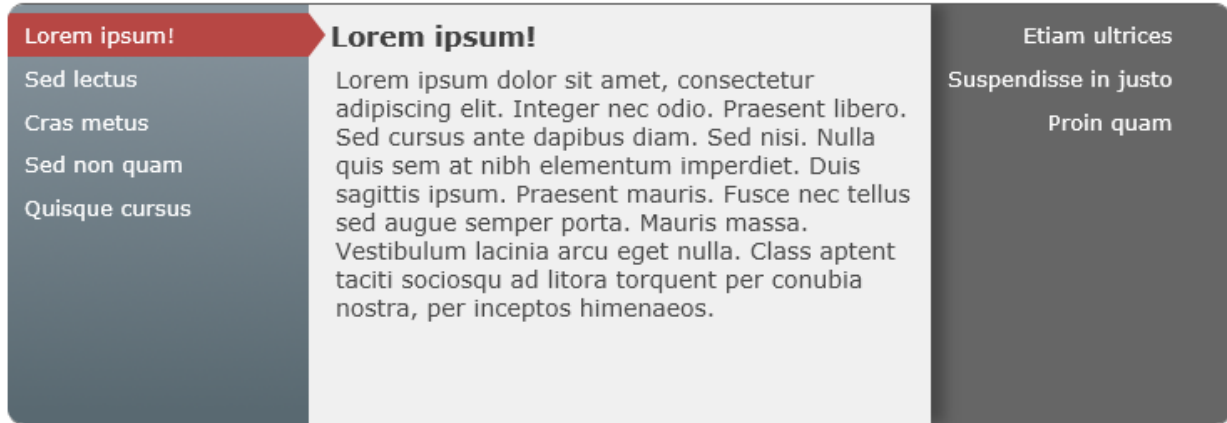 Lorem ipsum!
Sed lectus
Cras metus
Sed non quam
Quisque cursus
Lorem ipsum!
Lorem ipsum dolor sit amet, consectetur
adipiscing elit. Integer nec odio. Praesent libero.
Sed cursus ante dapibus diam. Sed nisi. Nulla
quis sem at nibh elementum imperdiet. Duis
sagittis ipsum. Praesent mauris. Fusce nec tellus
sed augue semper porta. Mauris massa.
Vestibulum lacinia arcu eget nulla. Class aptent
taciti sociosqu ad litora torquent per conubia
nostra, per inceptos himenaeos.
Etiam ultrices
Suspendisse in justo
Proin quam